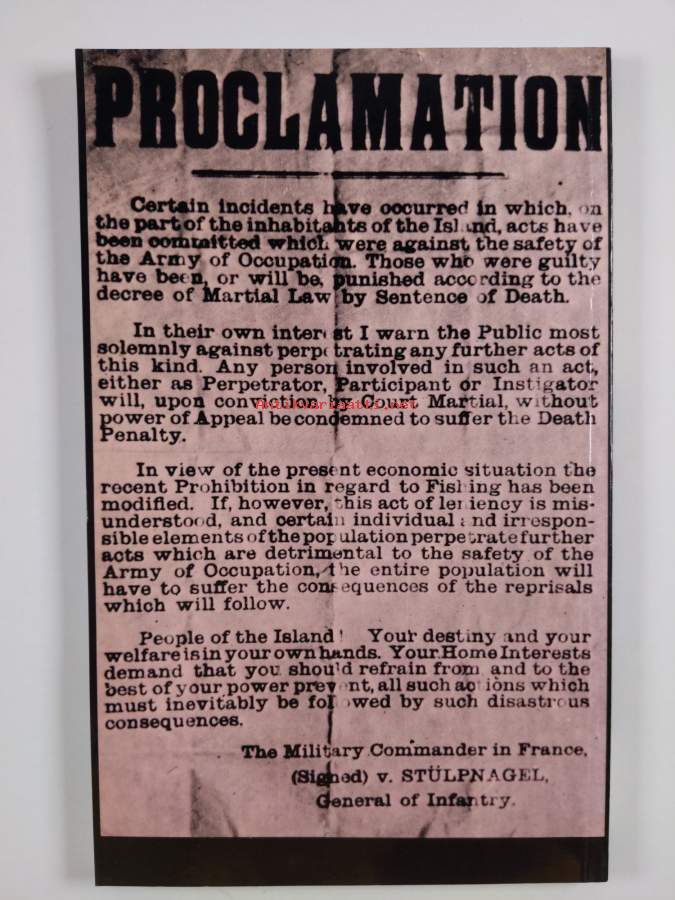 PROCLAMATION
Certain incidents have occurred in which, on
the part of the inhabitants of the Island, acts have
been committed which were against the safety of
the Army of Occupation. Those who were guilty
have been, or will be, punished according to the
decree of Martial Law by Sentence of Death.
In their own interest I warn the Public most
solemnly against perpetrating any further acts of
this kind. Any person involved in such an act,
either as Perpetrator, Participant or Instigator
will, upon conviction by Court Martial, without
Antikvariaatti.net
power of Appeal be condemned to suffer the Death
Penalty.
In view of the present economic situation the
recent Prohibition in regard to Fishing has been
modified. If, however, this act of leniency is mis-
understood, and certain individual and irrespon-
sible elements of the population perpetrate further
acts which are detrimental to the safety of the
Army of Occupation, the entire population will
have to suffer the consequences of the reprisals
which will follow.
People of the Island! Your destiny and your
welfare is in your own hands. Your Home Interests
demand that you should refrain from and to the
best of your power prevent, all such actions which
must inevitably be followed by such disastrous
consequences.
The Military Commander in France,
(Signed) v. STÜLPNAGEL,
General of Infantry.